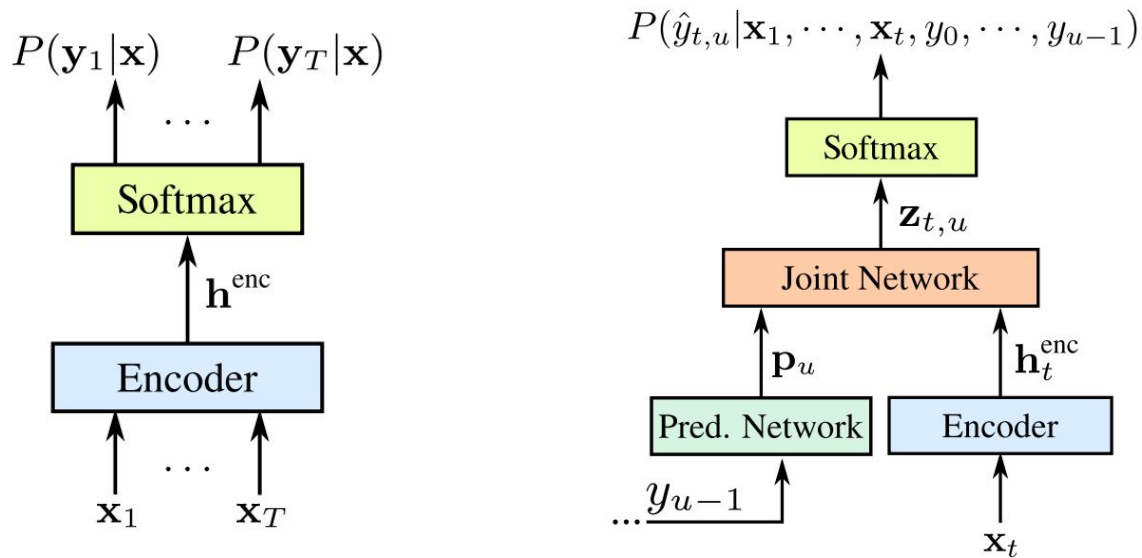 P(y₁|x) P(y_T|x)
...
Softmax
h^enc
Encoder
...
x₁ x_T
P(ŷ_{t,u}|x₁, ⋯, x_t, y₀, ⋯, y_{u−1})
Softmax
z_{t,u}
Joint Network
p_u h_t^enc
Pred. Network Encoder
... y_{u−1}
x_t